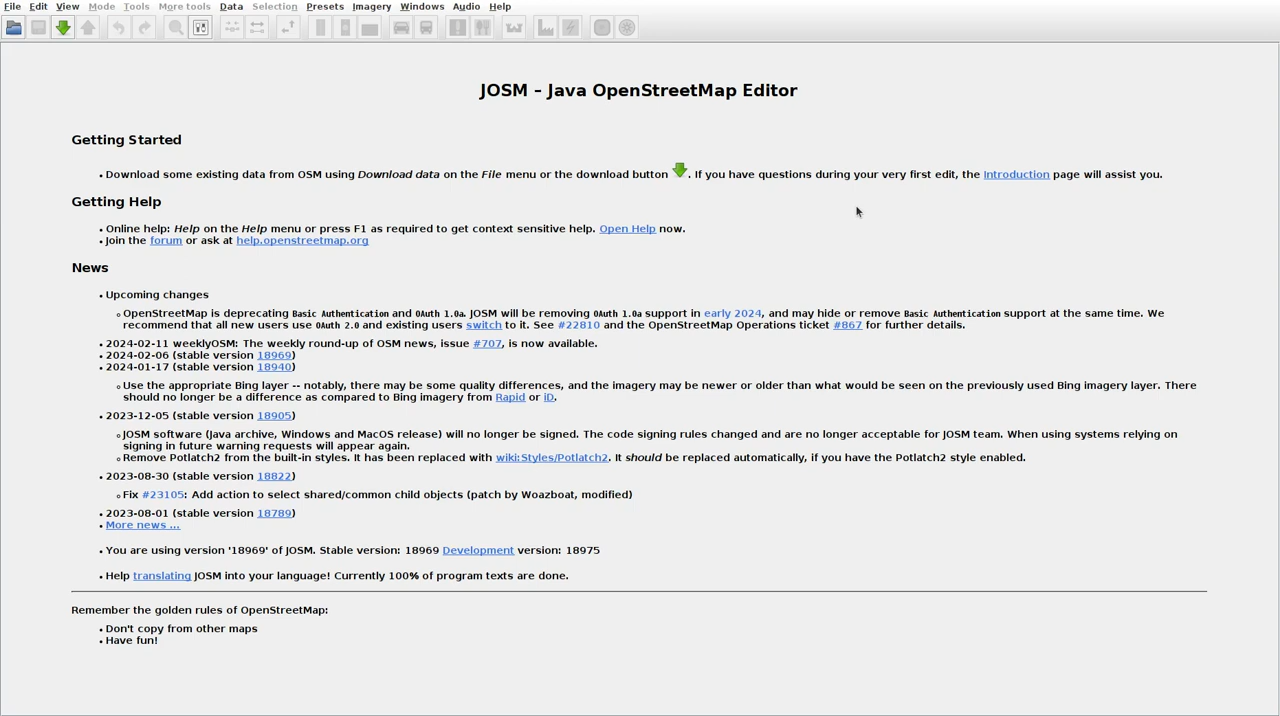 File Edit View Mode Tools More tools Data Selection Presets Imagery Windows Audio Help
JOSM – Java OpenStreetMap Editor
Getting Started
Download some existing data from OSM using Download data on the File menu or the download button . If you have questions during your very first edit, the Introduction page will assist you.
Getting Help
Online help: Help on the Help menu or press F1 as required to get context sensitive help. Open Help now.
Join the forum or ask at help.openstreetmap.org
News
Upcoming changes
OpenStreetMap is deprecating Basic Authentication and OAuth 1.0a. JOSM will be removing OAuth 1.0a support in early 2024, and may hide or remove Basic Authentication support at the same time. We
recommend that all new users use OAuth 2.0 and existing users switch to it. See #22810 and the OpenStreetMap Operations ticket #867 for further details.
2024-02-11 weeklyOSM: The weekly round-up of OSM news, issue #707, is now available.
2024-02-06 (stable version 18969)
2024-01-17 (stable version 18940)
Use the appropriate Bing layer -- notably, there may be some quality differences, and the imagery may be newer or older than what would be seen on the previously used Bing imagery layer. There
should no longer be a difference as compared to Bing imagery from Rapid or iD.
2023-12-05 (stable version 18905)
JOSM software (Java archive, Windows and MacOS release) will no longer be signed. The code signing rules changed and are no longer acceptable for JOSM team. When using systems relying on
signing in future warning requests will appear again.
Remove Potlatch2 from the built-in styles. It has been replaced with wiki:Styles/Potlatch2. It should be replaced automatically, if you have the Potlatch2 style enabled.
2023-08-30 (stable version 18822)
Fix #23105: Add action to select shared/common child objects (patch by Woazboat, modified)
2023-08-01 (stable version 18789)
More news ...
You are using version '18969' of JOSM. Stable version: 18969 Development version: 18975
Help translating JOSM into your language! Currently 100% of program texts are done.
Remember the golden rules of OpenStreetMap:
Don't copy from other maps
Have fun!